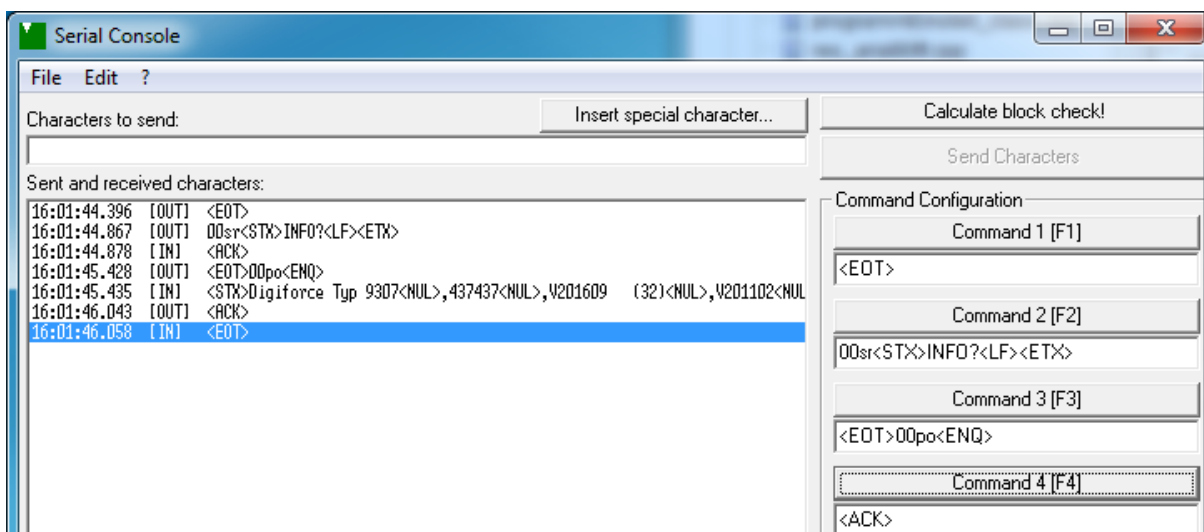 Serial Console
File Edit ?
Characters to send:
Insert special character...
Calculate block check!
Send Characters
Sent and received characters:
16:01:44.396 [OUT] <EOT>
16:01:44.867 [OUT] 00sr<STX>INFO?<LF><ETX>
16:01:44.878 [IN] <ACK>
16:01:45.428 [OUT] <EOT>00po<ENQ>
16:01:45.435 [IN] <STX>Digiforce Typ 9307<NUL>,437437<NUL>,V201609 (32)<NUL>,V201102<NUL
16:01:46.043 [OUT] <ACK>
16:01:46.058 [IN] <EOT>
Command Configuration
Command 1 [F1]
<EOT>
Command 2 [F2]
00sr<STX>INFO?<LF><ETX>
Command 3 [F3]
<EOT>00po<ENQ>
Command 4 [F4]
<ACK>